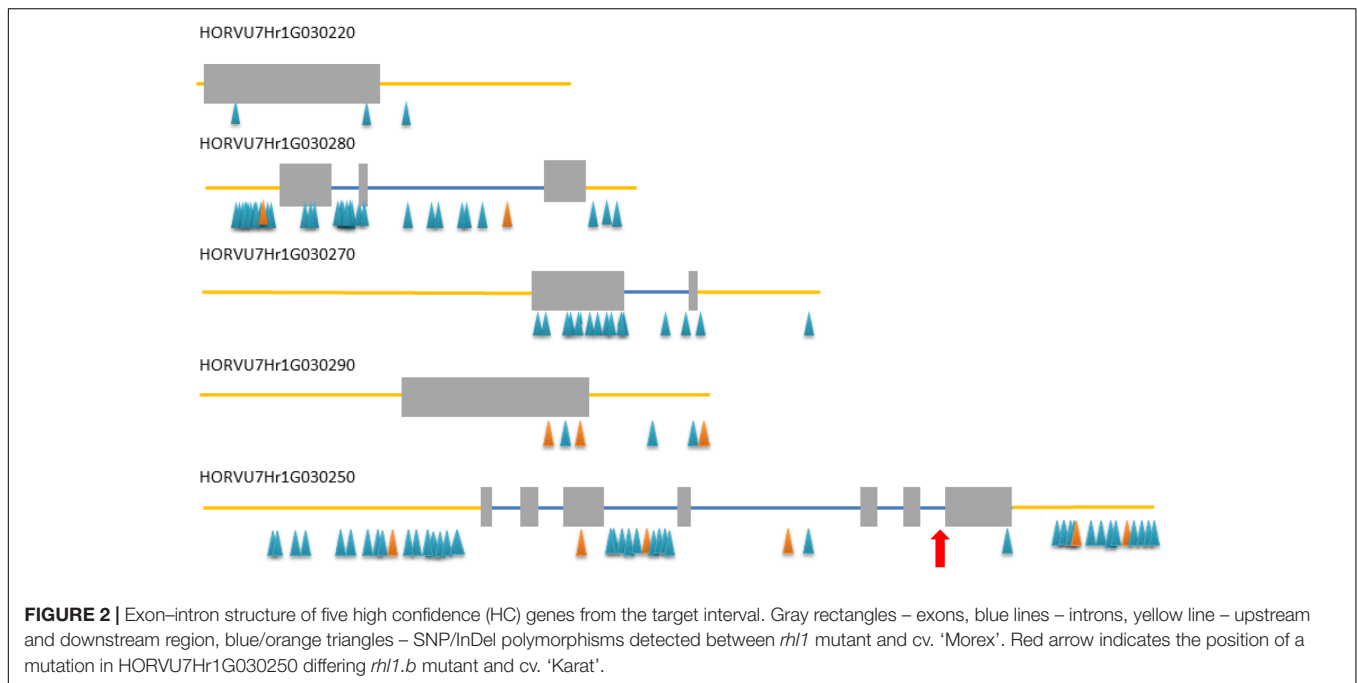 HORVU7Hr1G030220
HORVU7Hr1G030280
HORVU7Hr1G030270
HORVU7Hr1G030290
HORVU7Hr1G030250
FIGURE 2 | Exon–intron structure of five high confidence (HC) genes from the target interval. Gray rectangles – exons, blue lines – introns, yellow line – upstream
and downstream region, blue/orange triangles – SNP/InDel polymorphisms detected between rhl1 mutant and cv. ‘Morex’. Red arrow indicates the position of a
mutation in HORVU7Hr1G030250 differing rhl1.b mutant and cv. ‘Karat’.